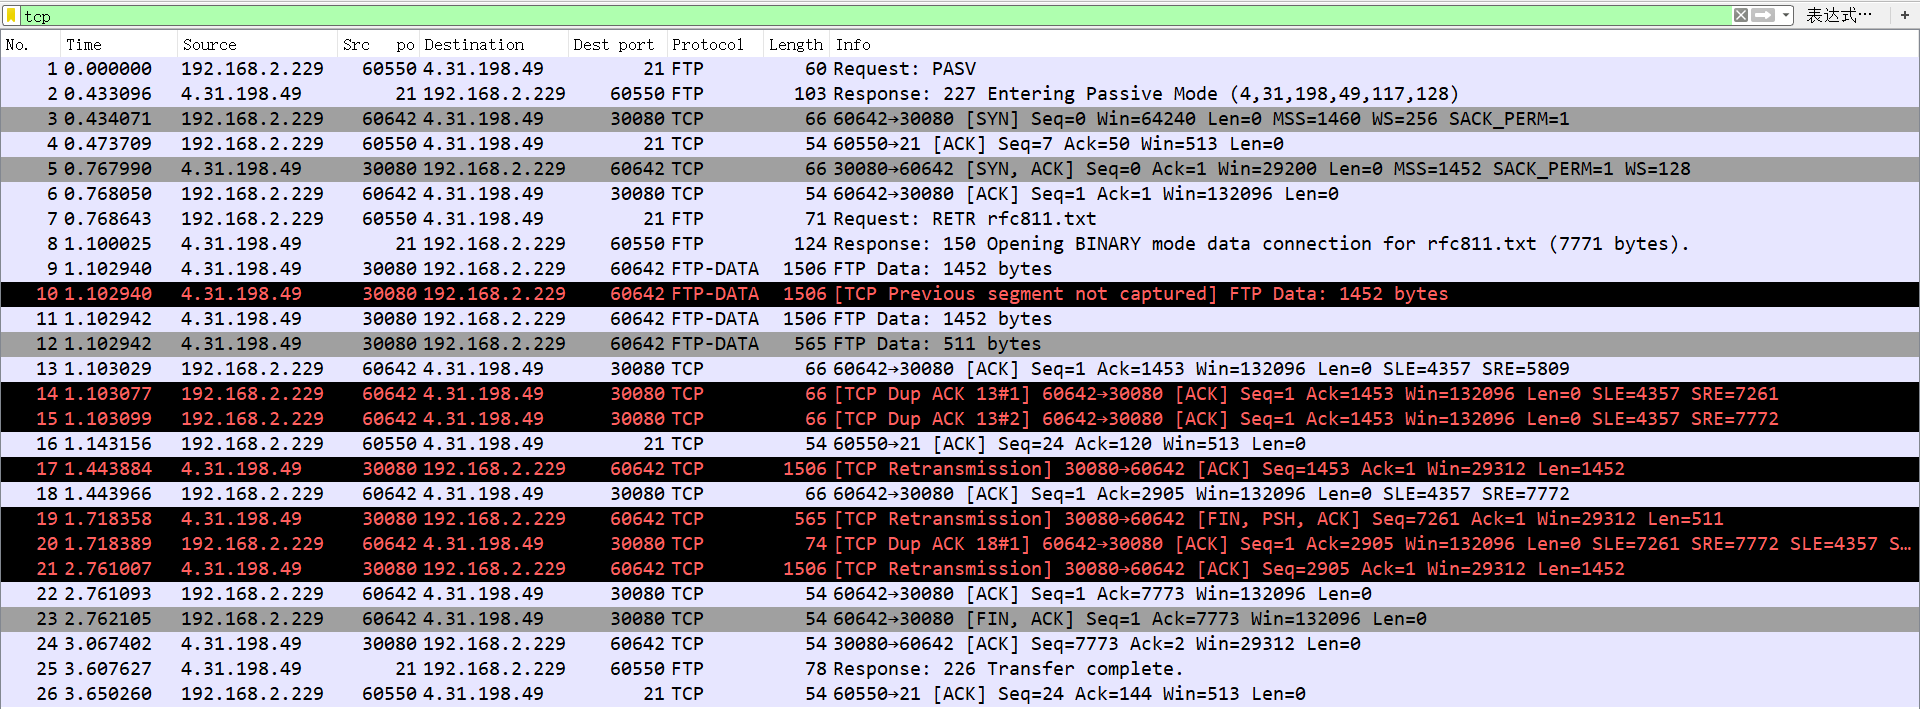 tcp 表达式… +
No. Time Source Src po Destination Dest port Protocol Length Info
1 0.000000 192.168.2.229 60550 4.31.198.49 21 FTP 60 Request: PASV
2 0.433096 4.31.198.49 21 192.168.2.229 60550 FTP 103 Response: 227 Entering Passive Mode (4,31,198,49,117,128)
3 0.434071 192.168.2.229 60642 4.31.198.49 30080 TCP 66 60642→30080 [SYN] Seq=0 Win=64240 Len=0 MSS=1460 WS=256 SACK_PERM=1
4 0.473709 192.168.2.229 60550 4.31.198.49 21 TCP 54 60550→21 [ACK] Seq=7 Ack=50 Win=513 Len=0
5 0.767990 4.31.198.49 30080 192.168.2.229 60642 TCP 66 30080→60642 [SYN, ACK] Seq=0 Ack=1 Win=29200 Len=0 MSS=1452 SACK_PERM=1 WS=128
6 0.768050 192.168.2.229 60642 4.31.198.49 30080 TCP 54 60642→30080 [ACK] Seq=1 Ack=1 Win=132096 Len=0
7 0.768643 192.168.2.229 60550 4.31.198.49 21 FTP 71 Request: RETR rfc811.txt
8 1.100025 4.31.198.49 21 192.168.2.229 60550 FTP 124 Response: 150 Opening BINARY mode data connection for rfc811.txt (7771 bytes).
9 1.102940 4.31.198.49 30080 192.168.2.229 60642 FTP-DATA 1506 FTP Data: 1452 bytes
10 1.102940 4.31.198.49 30080 192.168.2.229 60642 FTP-DATA 1506 [TCP Previous segment not captured] FTP Data: 1452 bytes
11 1.102942 4.31.198.49 30080 192.168.2.229 60642 FTP-DATA 1506 FTP Data: 1452 bytes
12 1.102942 4.31.198.49 30080 192.168.2.229 60642 FTP-DATA 565 FTP Data: 511 bytes
13 1.103029 192.168.2.229 60642 4.31.198.49 30080 TCP 66 60642→30080 [ACK] Seq=1 Ack=1453 Win=132096 Len=0 SLE=4357 SRE=5809
14 1.103077 192.168.2.229 60642 4.31.198.49 30080 TCP 66 [TCP Dup ACK 13#1] 60642→30080 [ACK] Seq=1 Ack=1453 Win=132096 Len=0 SLE=4357 SRE=7261
15 1.103099 192.168.2.229 60642 4.31.198.49 30080 TCP 66 [TCP Dup ACK 13#2] 60642→30080 [ACK] Seq=1 Ack=1453 Win=132096 Len=0 SLE=4357 SRE=7772
16 1.143156 192.168.2.229 60550 4.31.198.49 21 TCP 54 60550→21 [ACK] Seq=24 Ack=120 Win=513 Len=0
17 1.443884 4.31.198.49 30080 192.168.2.229 60642 TCP 1506 [TCP Retransmission] 30080→60642 [ACK] Seq=1453 Ack=1 Win=29312 Len=1452
18 1.443966 192.168.2.229 60642 4.31.198.49 30080 TCP 66 60642→30080 [ACK] Seq=1 Ack=2905 Win=132096 Len=0 SLE=4357 SRE=7772
19 1.718358 4.31.198.49 30080 192.168.2.229 60642 TCP 565 [TCP Retransmission] 30080→60642 [FIN, PSH, ACK] Seq=7261 Ack=1 Win=29312 Len=511
20 1.718389 192.168.2.229 60642 4.31.198.49 30080 TCP 74 [TCP Dup ACK 18#1] 60642→30080 [ACK] Seq=1 Ack=2905 Win=132096 Len=0 SLE=7261 SRE=7772 SLE=4357 S…
21 2.761007 4.31.198.49 30080 192.168.2.229 60642 TCP 1506 [TCP Retransmission] 30080→60642 [ACK] Seq=2905 Ack=1 Win=29312 Len=1452
22 2.761093 192.168.2.229 60642 4.31.198.49 30080 TCP 54 60642→30080 [ACK] Seq=1 Ack=7773 Win=132096 Len=0
23 2.762105 192.168.2.229 60642 4.31.198.49 30080 TCP 54 60642→30080 [FIN, ACK] Seq=1 Ack=7773 Win=132096 Len=0
24 3.067402 4.31.198.49 30080 192.168.2.229 60642 TCP 54 30080→60642 [ACK] Seq=7773 Ack=2 Win=29312 Len=0
25 3.607627 4.31.198.49 21 192.168.2.229 60550 FTP 78 Response: 226 Transfer complete.
26 3.650260 192.168.2.229 60550 4.31.198.49 21 TCP 54 60550→21 [ACK] Seq=24 Ack=144 Win=513 Len=0